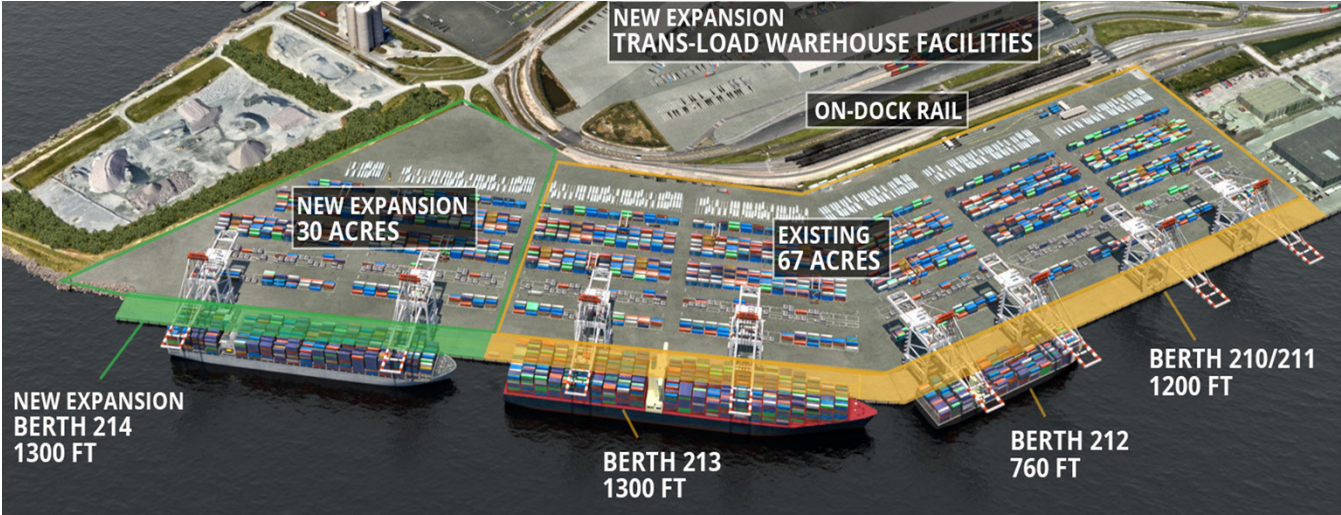 NEW EXPANSION
TRANS-LOAD WAREHOUSE FACILITIES
ON-DOCK RAIL
NEW EXPANSION
30 ACRES
EXISTING
67 ACRES
BERTH 210/211
1200 FT
NEW EXPANSION
BERTH 214
1300 FT
BERTH 212
760 FT
BERTH 213
1300 FT